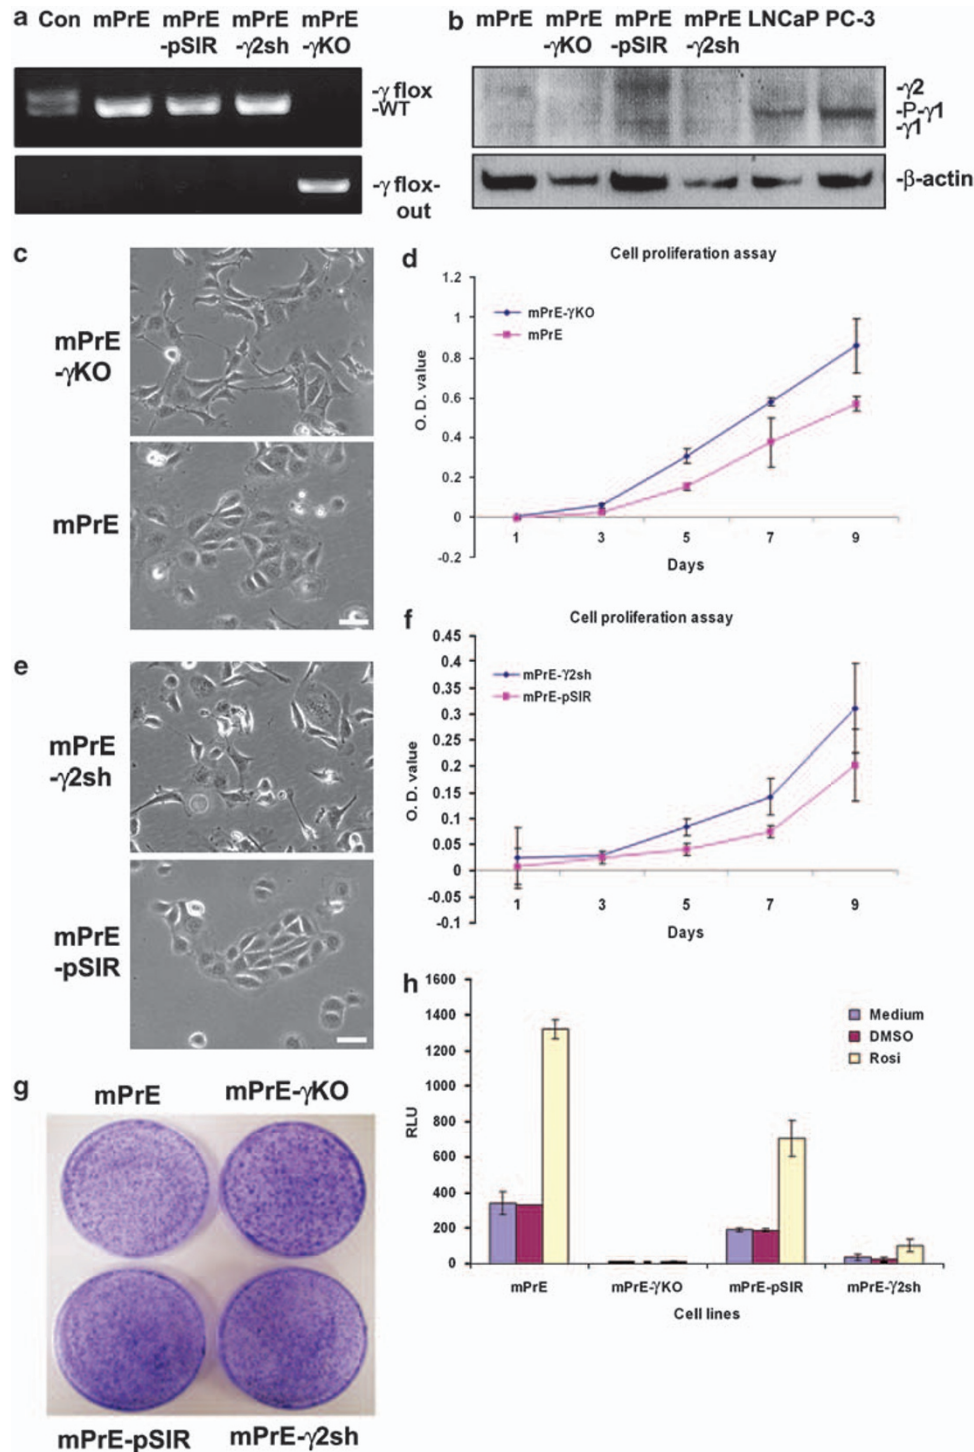 a
Con mPrE mPrE mPrE mPrE
-pSIR -γ2sh -γKO
-γ flox
-WT
-γ flox-
out
b
mPrE mPrE mPrE mPrE LNCaP PC-3
-γKO -pSIR -γ2sh
-γ2
-P-γ1
-γ1
-β-actin
c
mPrE
-γKO
mPrE
d
Cell proliferation assay
1.2
1
0.8
0.6
0.4
0.2
0
-0.2
O. D. value
mPrE-γKO
mPrE
1 3 5 7 9
Days
e
mPrE
-γ2sh
mPrE
-pSIR
f
Cell proliferation assay
0.45
0.4
0.35
0.3
0.25
0.2
0.15
0.1
0.05
0
-0.05
-0.1
O. D. value
mPrE-γ2sh
mPrE-pSIR
1 3 5 7 9
Days
g
mPrE mPrE-γKO
mPrE-pSIR mPrE-γ2sh
h
1600
1400
1200
1000
800
600
400
200
0
RLU
Medium
DMSO
Rosi
mPrE mPrE-γKO mPrE-pSIR mPrE-γ2sh
Cell lines